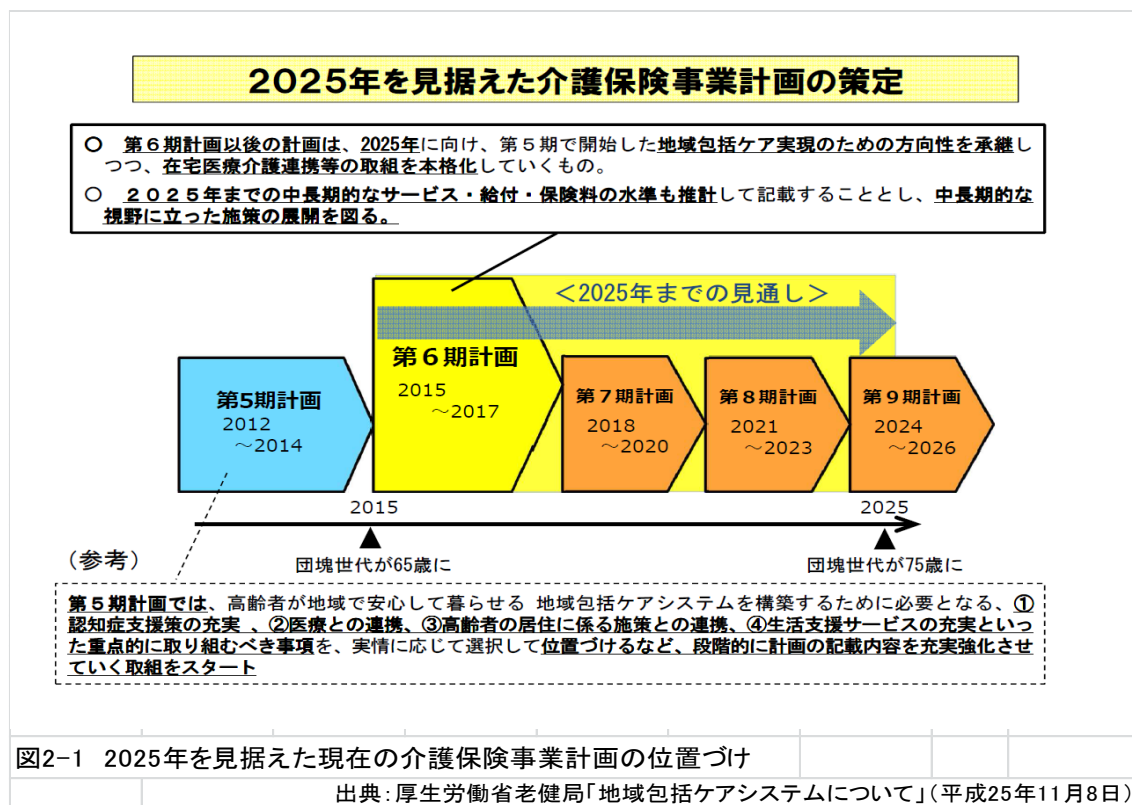 2025年を見据えた介護保険事業計画の策定
○ 第６期計画以後の計画は、2025年に向け、第５期で開始した地域包括ケア実現のための方向性を承継し
つつ、在宅医療介護連携等の取組を本格化していくもの。
○ ２０２５年までの中長期的なサービス・給付・保険料の水準も推計して記載することとし、中長期的な
視野に立った施策の展開を図る。
＜2025年までの見通し＞
第６期計画
2015
～2017
第5期計画
2012
～2014
第７期計画
2018
～2020
第８期計画
2021
～2023
第９期計画
2024
～2026
2015
2025
団塊世代が65歳に
団塊世代が75歳に
（参考）
第５期計画では、高齢者が地域で安心して暮らせる 地域包括ケアシステムを構築するために必要となる、①
認知症支援策の充実 、②医療との連携、③高齢者の居住に係る施策との連携、④生活支援サービスの充実といっ
た重点的に取り組むべき事項を、実情に応じて選択して位置づけるなど、段階的に計画の記載内容を充実強化させ
ていく取組をスタート
図2-1 2025年を見据えた現在の介護保険事業計画の位置づけ
出典：厚生労働省老健局「地域包括ケアシステムについて」（平成25年11月8日）